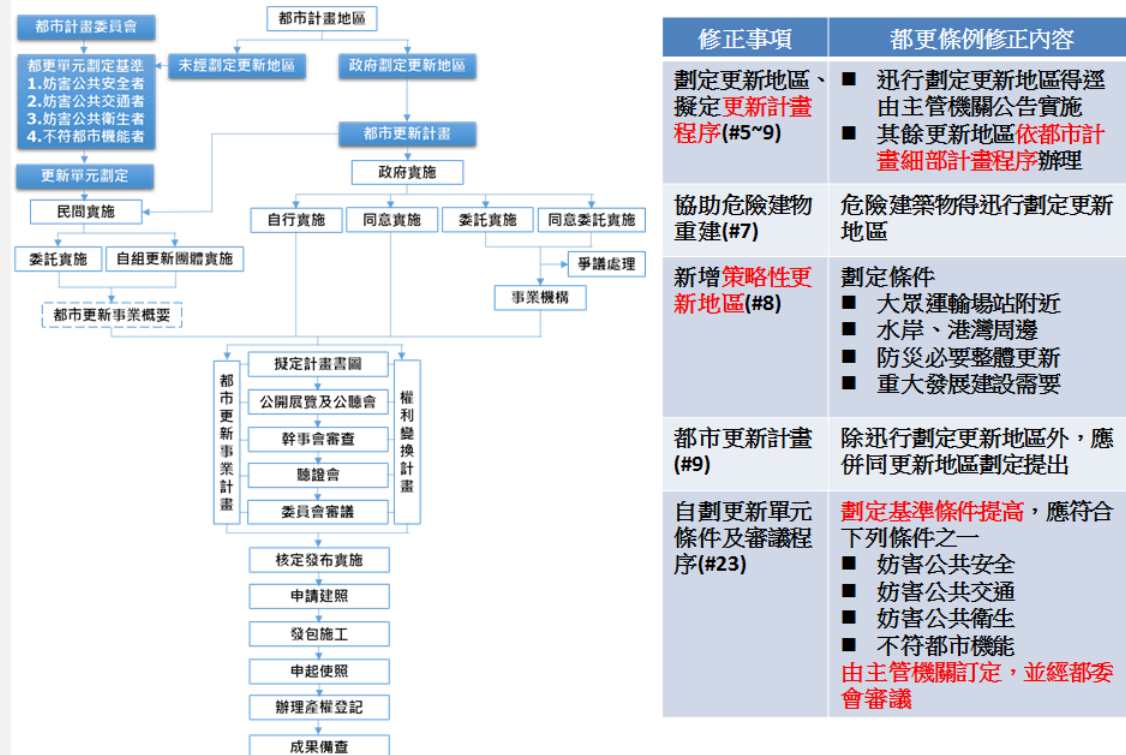 都市計畫委員會
都市計畫地區
都更單元劃定基準
1.妨害公共安全者
2.妨害公共交通者
3.妨害公共衛生者
4.不符都市機能者
未經劃定更新地區
政府劃定更新地區
都市更新計畫
更新單元劃定
政府實施
民間實施
自行實施
同意實施
委託實施
同意委託實施
委託實施
自組更新團體實施
爭議處理
事業機構
都市更新事業概要
都市更新事業計畫
擬定計畫書圖
公開展覽及公聽會
幹事會審查
聽證會
委員會審議
權利變換計畫
核定發布實施
申請建照
發包施工
申起使照
辦理產權登記
成果備查
修正事項
都更條例修正內容
劃定更新地區、
擬定更新計畫
程序(#5~9)
■ 迅行劃定更新地區得逕
由主管機關公告實施
■ 其餘更新地區依都市計
畫細部計畫程序辦理
協助危險建物
重建(#7)
危險建築物得迅行劃定更新
地區
新增策略性更
新地區(#8)
劃定條件
■ 大眾運輸場站附近
■ 水岸、港灣周邊
■ 防災必要整體更新
■ 重大發展建設需要
都市更新計畫
(#9)
除迅行劃定更新地區外，應
併同更新地區劃定提出
自劃更新單元
條件及審議程
序(#23)
劃定基準條件提高，應符合
下列條件之一
■ 妨害公共安全
■ 妨害公共交通
■ 妨害公共衛生
■ 不符都市機能
由主管機關訂定，並經都委
會審議